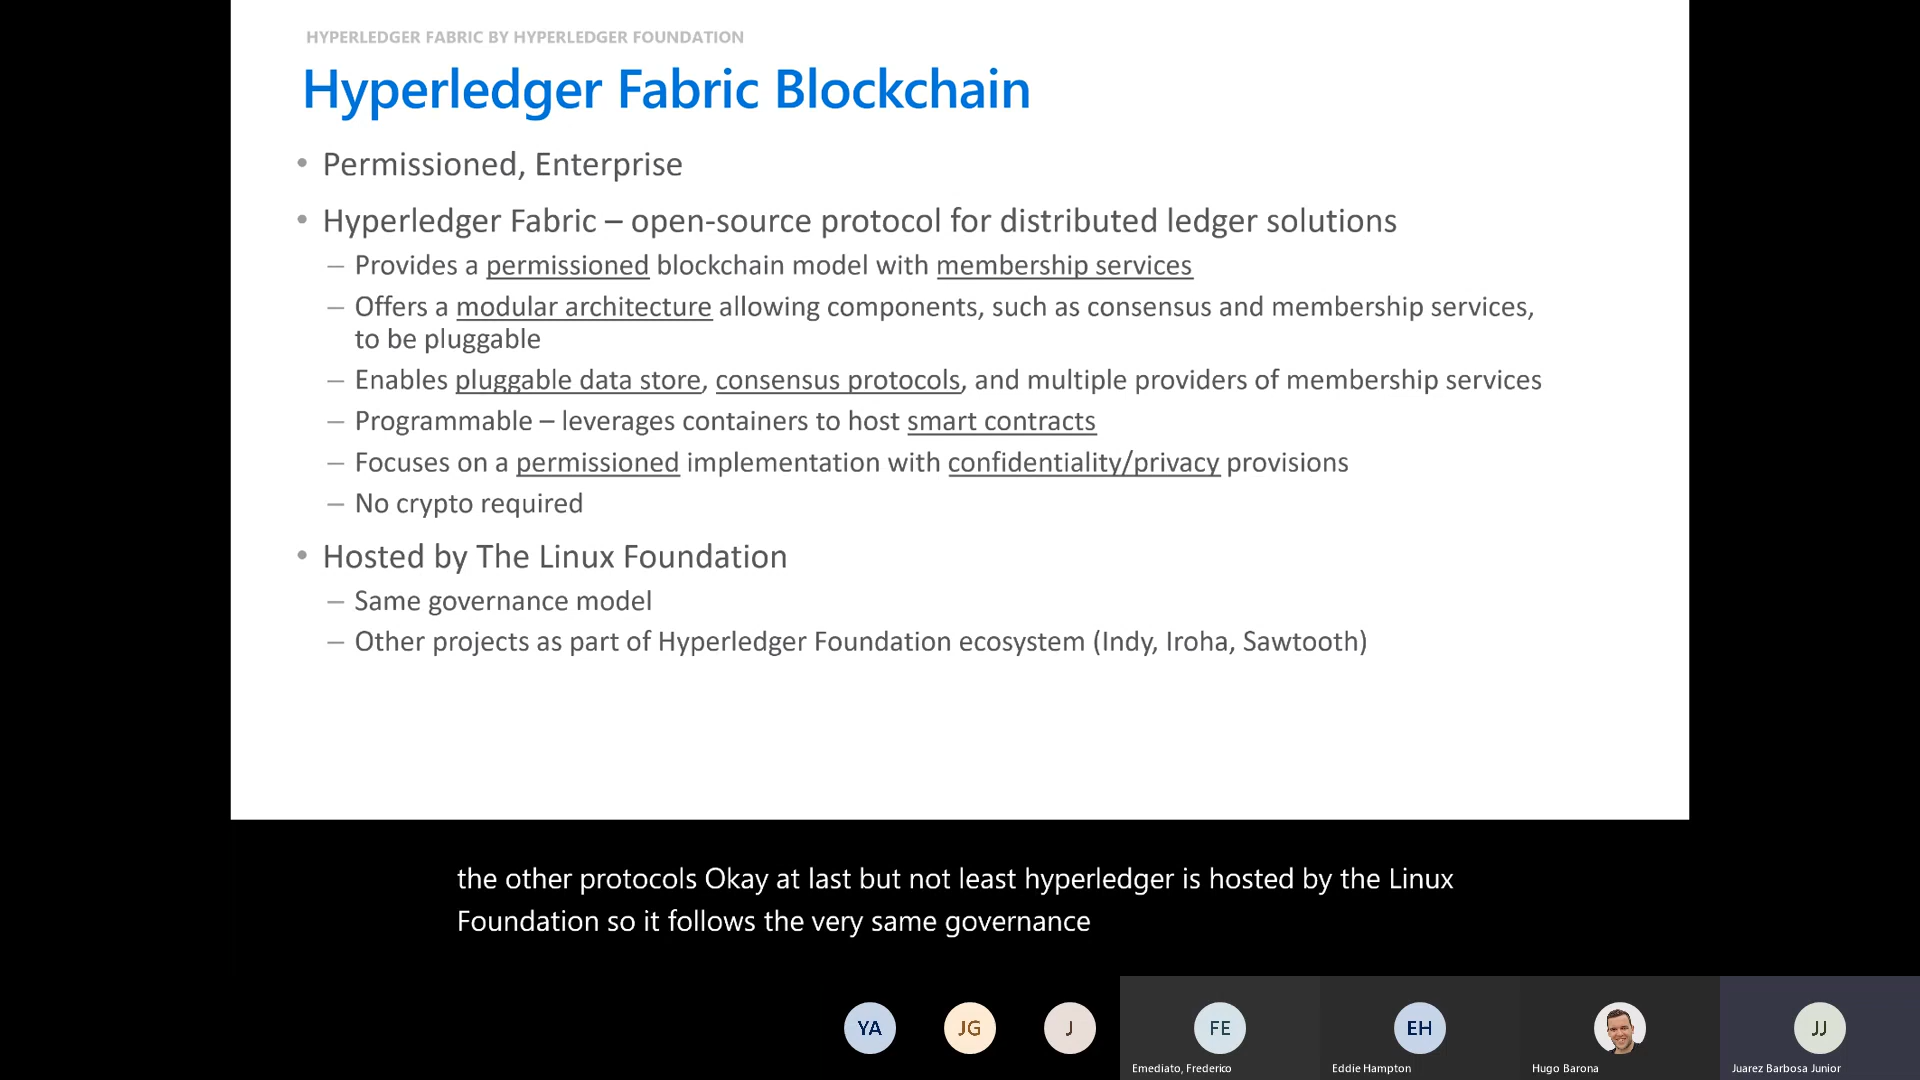 HYPERLEDGER FABRIC BY HYPERLEDGER FOUNDATION
Hyperledger Fabric Blockchain
• Permissioned, Enterprise
• Hyperledger Fabric – open-source protocol for distributed ledger solutions
– Provides a permissioned blockchain model with membership services
– Offers a modular architecture allowing components, such as consensus and membership services,
to be pluggable
– Enables pluggable data store, consensus protocols, and multiple providers of membership services
– Programmable – leverages containers to host smart contracts
– Focuses on a permissioned implementation with confidentiality/privacy provisions
– No crypto required
• Hosted by The Linux Foundation
– Same governance model
– Other projects as part of Hyperledger Foundation ecosystem (Indy, Iroha, Sawtooth)
the other protocols Okay at last but not least hyperledger is hosted by the Linux
Foundation so it follows the very same governance
YA JG J FE EH JJ
Emediato, Frederico Eddie Hampton Hugo Barona Juarez Barbosa Junior